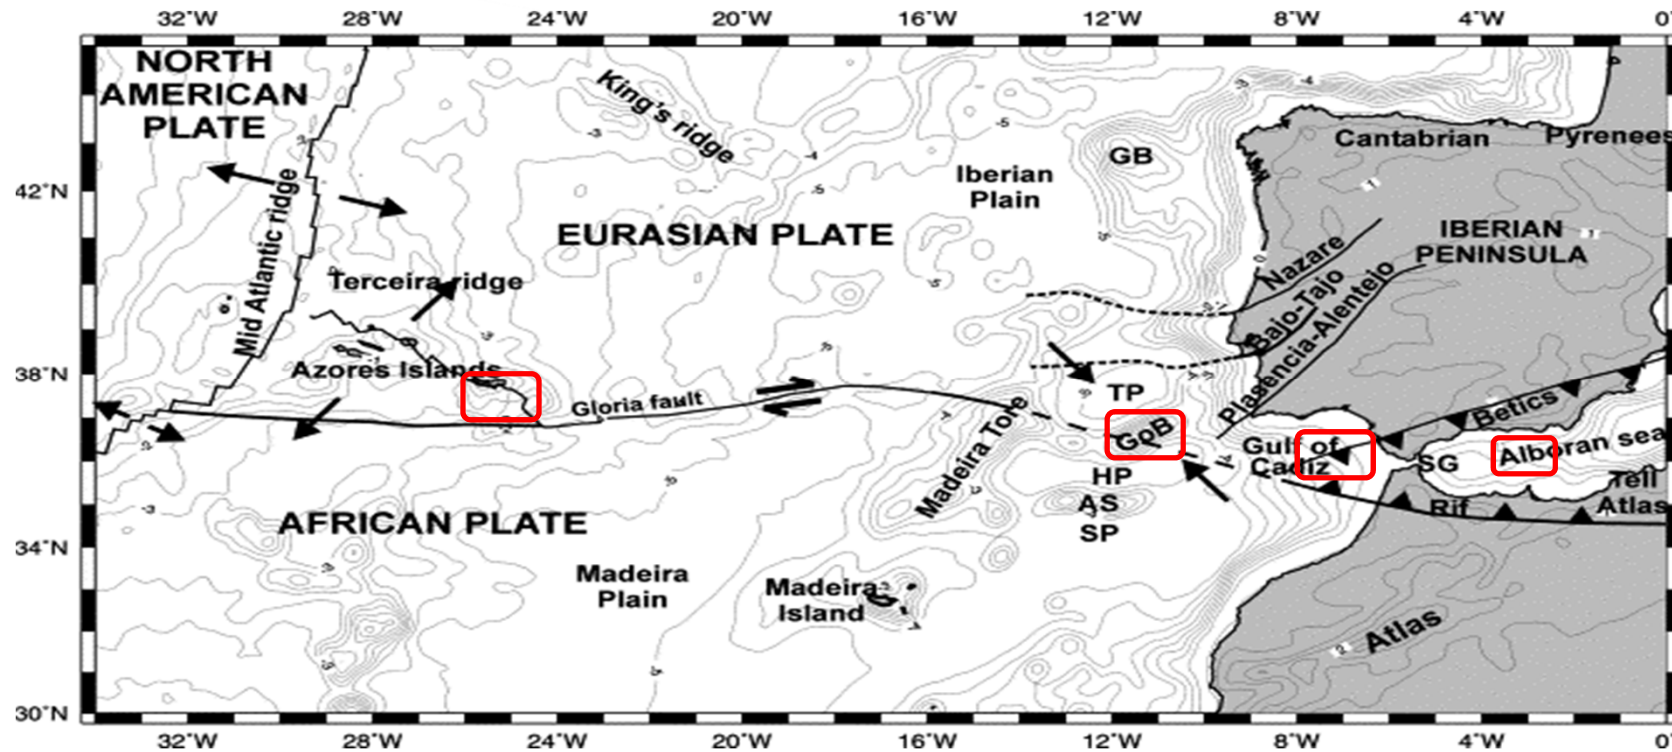 32°W 28°W 24°W 20°W 16°W 12°W 8°W 4°W 0°
NORTH
AMERICAN
PLATE
King's ridge
Cantabrian
Pyrenees
GB
Iberian
Plain
42°N
EURASIAN PLATE
IBERIAN
PENINSULA
Mid Atlantic ridge
Terceira ridge
Nazare
Bajo-Tajo
Plasencia-Alentejo
38°N
Azores Islands
Gloria fault
TP
Betics
Madeira Tore
GoB
Gulf of
Cadiz
SG
Alboran sea
HP
AS
SP
Tell
Atlas
Rif
AFRICAN PLATE
34°N
Madeira
Plain
Madeira
Island
Atlas
30°N
32°W 28°W 24°W 20°W 16°W 12°W 8°W 4°W 0°